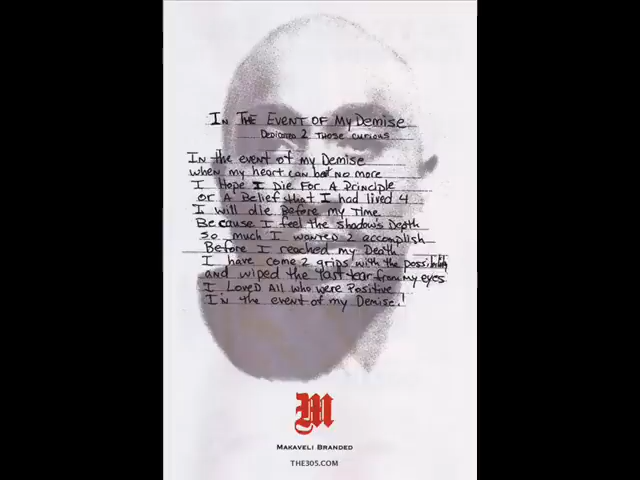 In The Event of My Demise
Dedicated 2 those curious
In the event of my Demise
when my heart can beat no more
I Hope I Die For A Principle
or A Belief that I had lived 4
I will die Before my Time
Because I feel the shadow's Depth
so much I wanted 2 accomplish
Before I reached my Death
I have come 2 grips with the possibility
and wiped the last tear from my eyes
I Loved All who were Positive
In the event of my Demise!
M
Makaveli Branded
THE305.COM